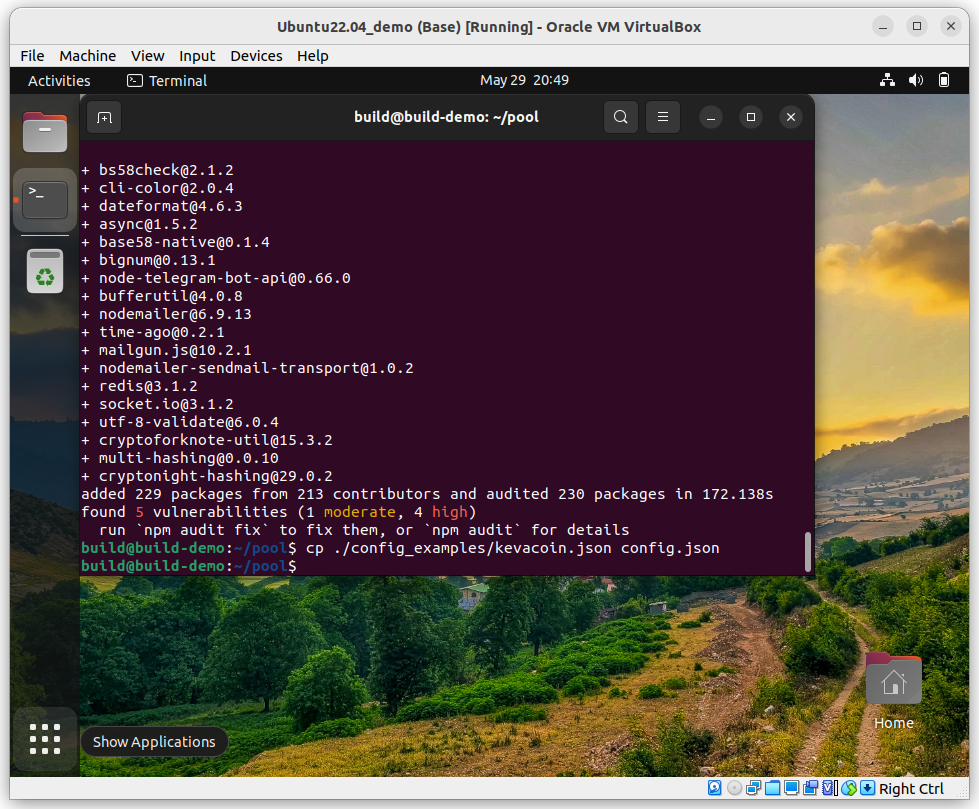 Ubuntu22.04_demo (Base) [Running] - Oracle VM VirtualBox
File Machine View Input Devices Help
Activities Terminal May 29 20:49
build@build-demo: ~/pool
+ bs58check@2.1.2
+ cli-color@2.0.4
+ dateformat@4.6.3
+ async@1.5.2
+ base58-native@0.1.4
+ bignum@0.13.1
+ node-telegram-bot-api@0.66.0
+ bufferutil@4.0.8
+ nodemailer@6.9.13
+ time-ago@0.2.1
+ mailgun.js@10.2.1
+ nodemailer-sendmail-transport@1.0.2
+ redis@3.1.2
+ socket.io@3.1.2
+ utf-8-validate@6.0.4
+ cryptoforknote-util@15.3.2
+ multi-hashing@0.0.10
+ cryptonight-hashing@29.0.2
added 229 packages from 213 contributors and audited 230 packages in 172.138s
found 5 vulnerabilities (1 moderate, 4 high)
  run `npm audit fix` to fix them, or `npm audit` for details
build@build-demo:~/pool$ cp ./config_examples/kevacoin.json config.json
build@build-demo:~/pool$
Home
Show Applications
Right Ctrl